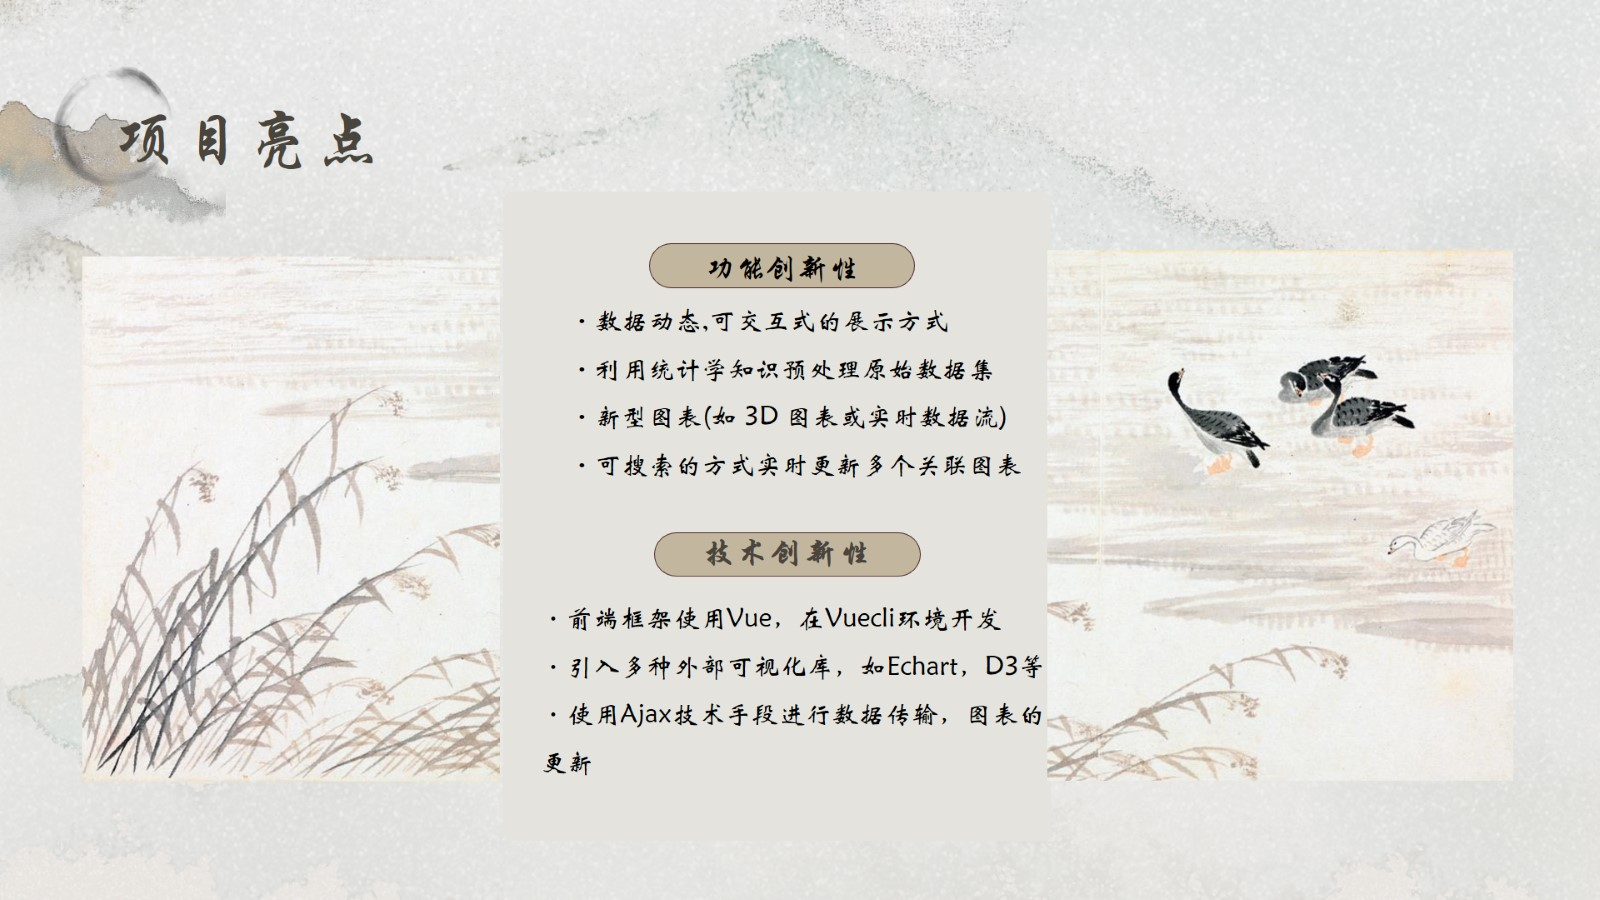 项目亮点
功能创新性
· 数据动态,可交互式的展示方式
· 利用统计学知识预处理原始数据集
· 新型图表(如 3D 图表或实时数据流)
· 可搜索的方式实时更新多个关联图表
技术创新性
· 前端框架使用Vue，在Vuecli环境开发
· 引入多种外部可视化库，如Echart，D3等
· 使用Ajax技术手段进行数据传输，图表的
更新